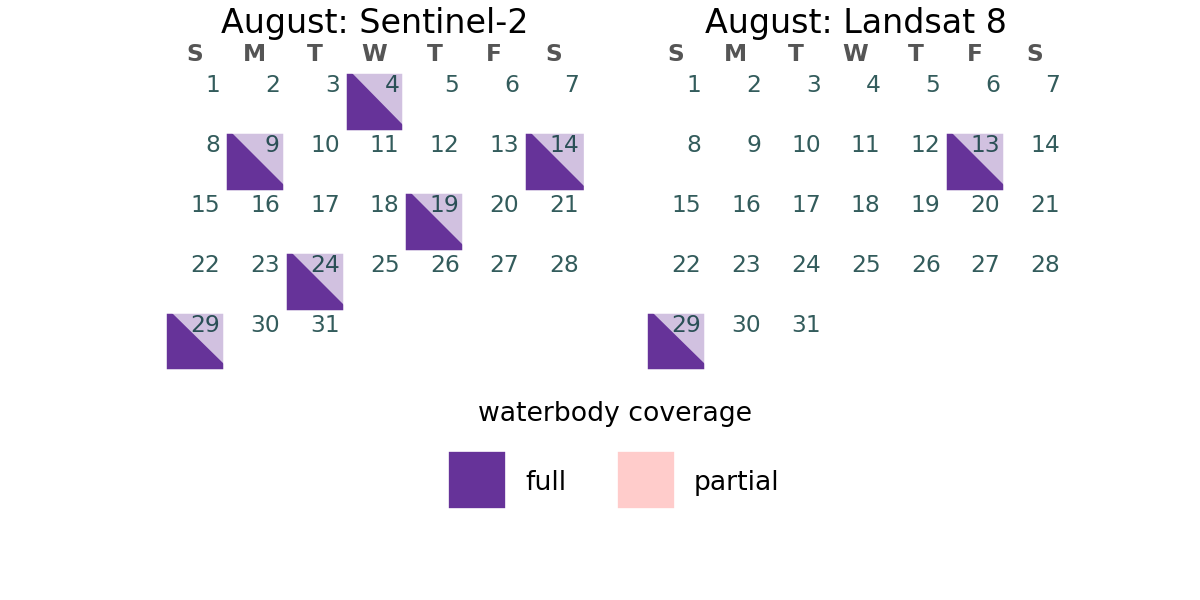 August: Sentinel-2
S M T W T F S
1 2 3 4 5 6 7
8 9 10 11 12 13 14
15 16 17 18 19 20 21
22 23 24 25 26 27 28
29 30 31
August: Landsat 8
S M T W T F S
1 2 3 4 5 6 7
8 9 10 11 12 13 14
15 16 17 18 19 20 21
22 23 24 25 26 27 28
29 30 31
waterbody coverage
full partial